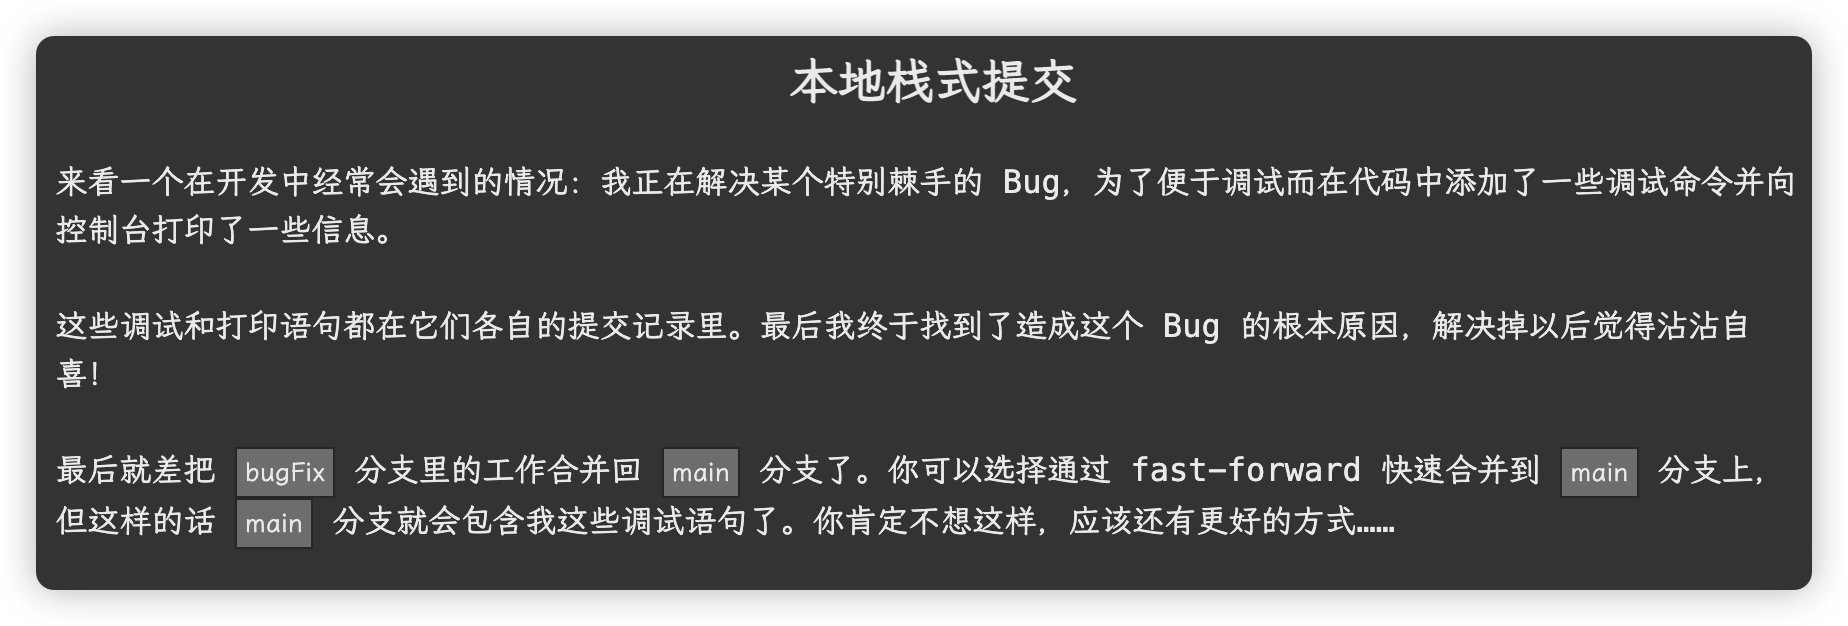 本地栈式提交
来看一个在开发中经常会遇到的情况：我正在解决某个特别棘手的 Bug，为了便于调试而在代码中添加了一些调试命令并向
控制台打印了一些信息。
这些调试和打印语句都在它们各自的提交记录里。最后我终于找到了造成这个 Bug 的根本原因，解决掉以后觉得沾沾自
喜！
最后就差把 bugFix 分支里的工作合并回 main 分支了。你可以选择通过 fast-forward 快速合并到 main 分支上，
但这样的话 main 分支就会包含我这些调试语句了。你肯定不想这样，应该还有更好的方式……